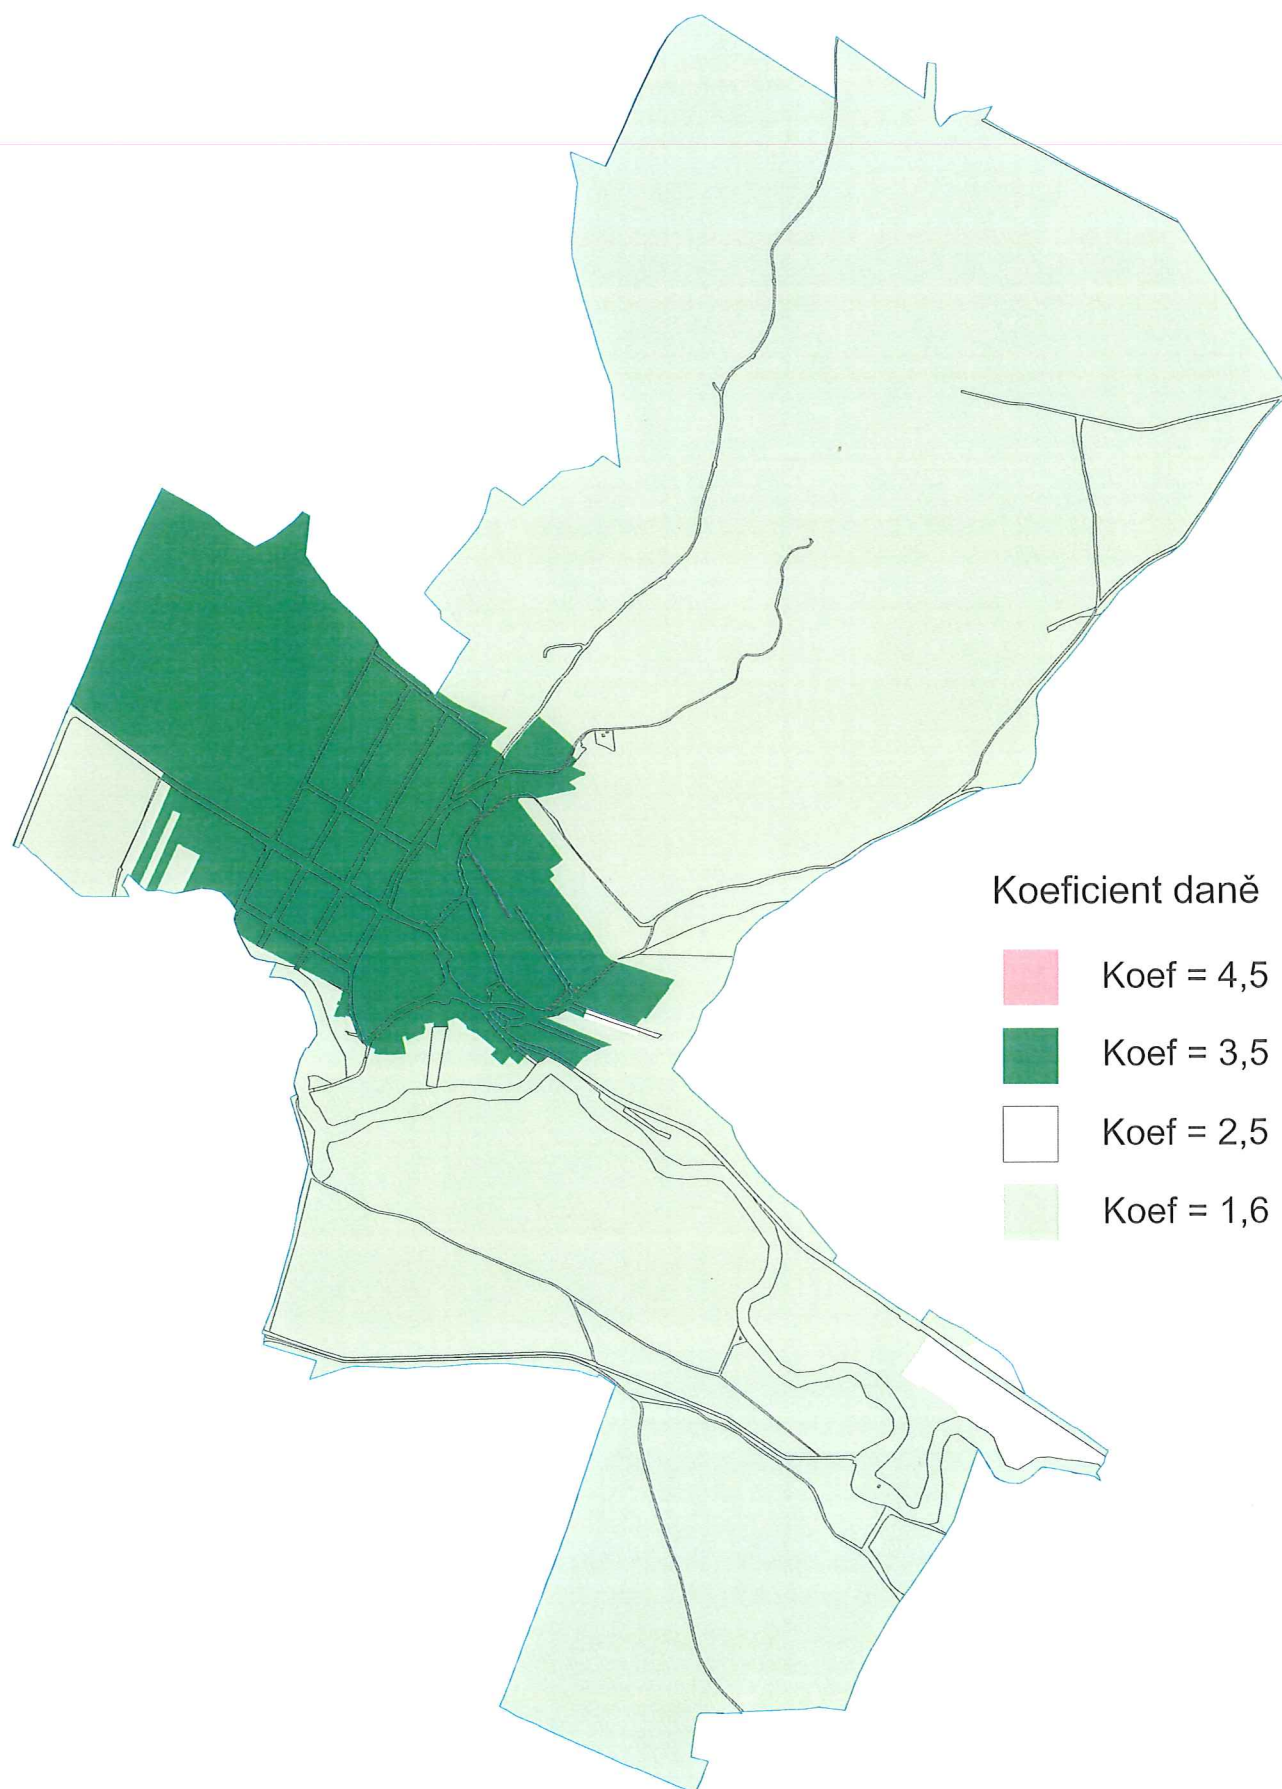 Koeficient daně
Koef = 4,5
Koef = 3,5
Koef = 2,5
Koef = 1,6